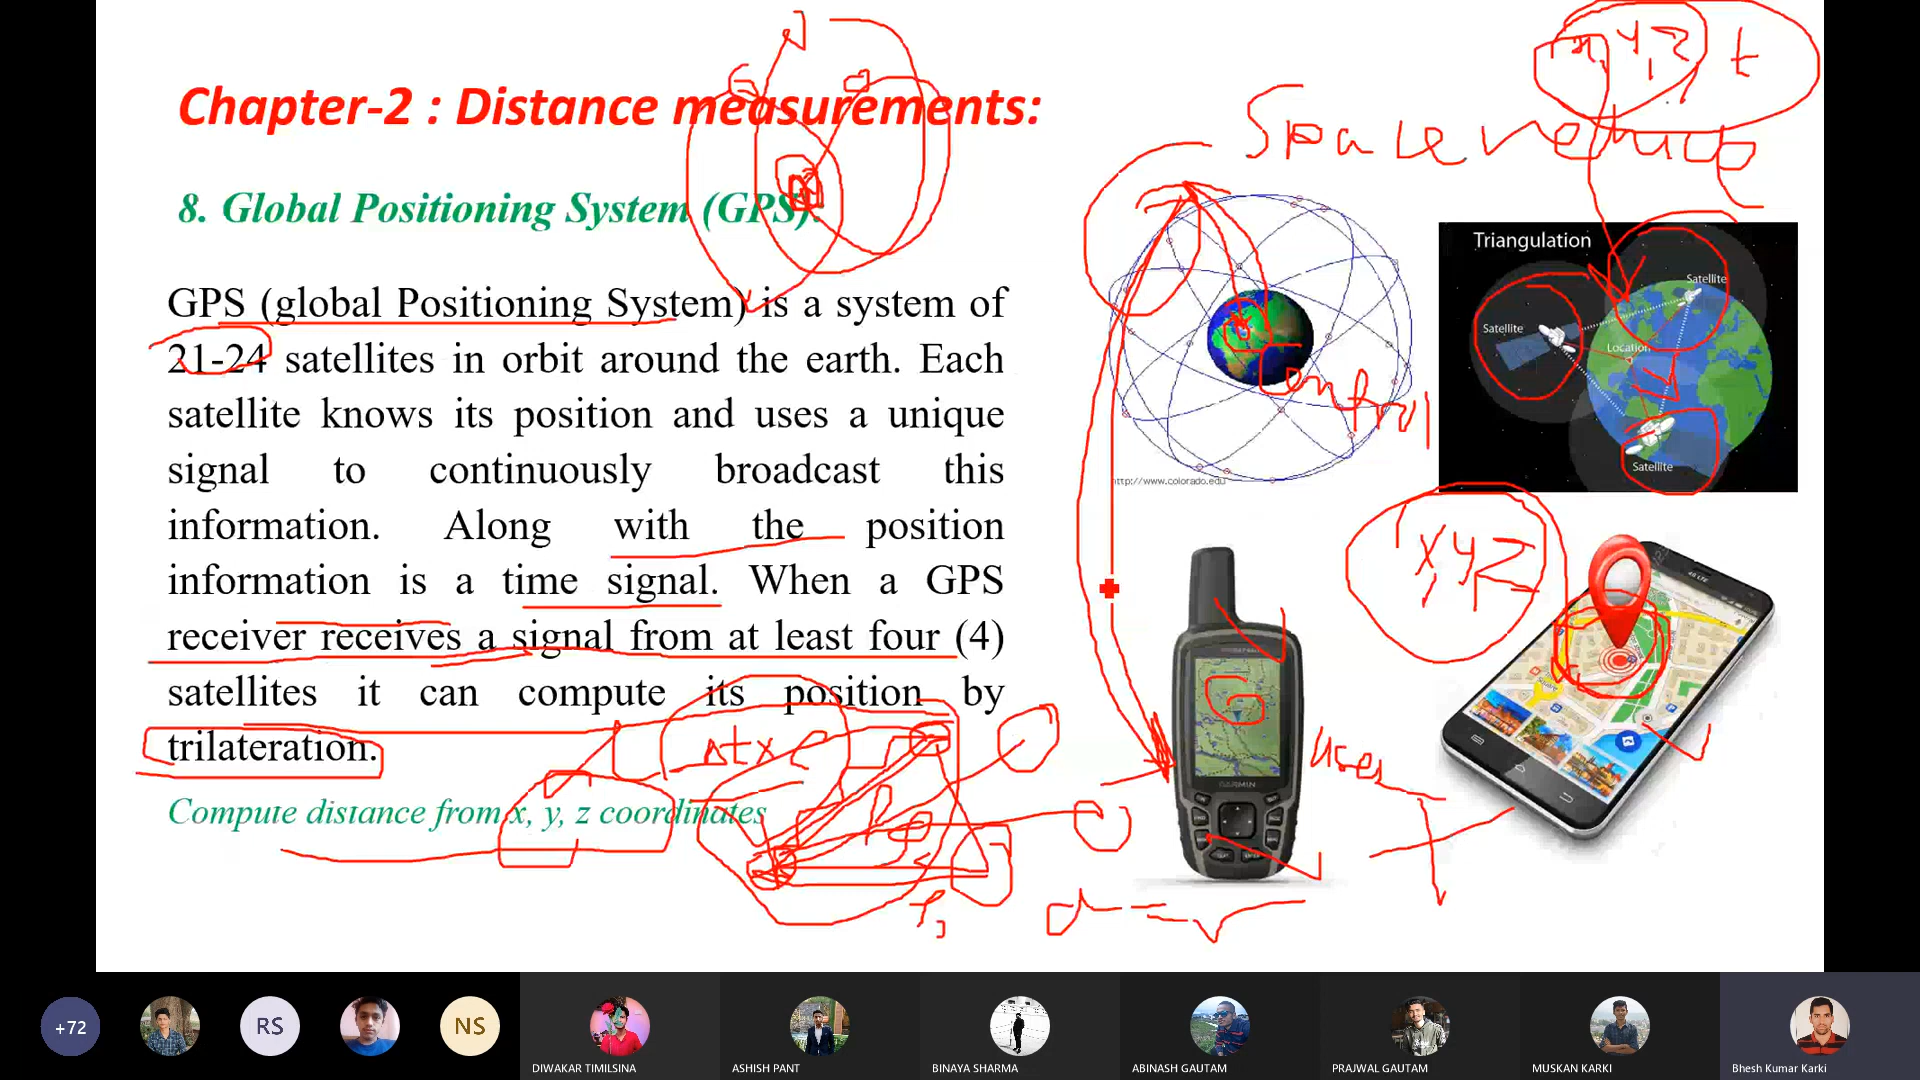 Chapter-2 : Distance measurements:
8. Global Positioning System (GPS).
GPS (global Positioning System) is a system of
21-24 satellites in orbit around the earth. Each
satellite knows its position and uses a unique
signal to continuously broadcast this
information. Along with the position
information is a time signal. When a GPS
receiver receives a signal from at least four (4)
satellites it can compute its position by
trilateration.
Compute distance from x, y, z coordinates
x, y, z t
Space
Control
http://www.colorado.edu
Triangulation
Satellite
Satellite
Location
Satellite
x, y, z
Δt x c
G
user
GARMIN
d =
+72
RS
NS
DIWAKAR TIMILSINA
ASHISH PANT
BINAYA SHARMA
ABINASH GAUTAM
PRAJWAL GAUTAM
MUSKAN KARKI
Bhesh Kumar Karki